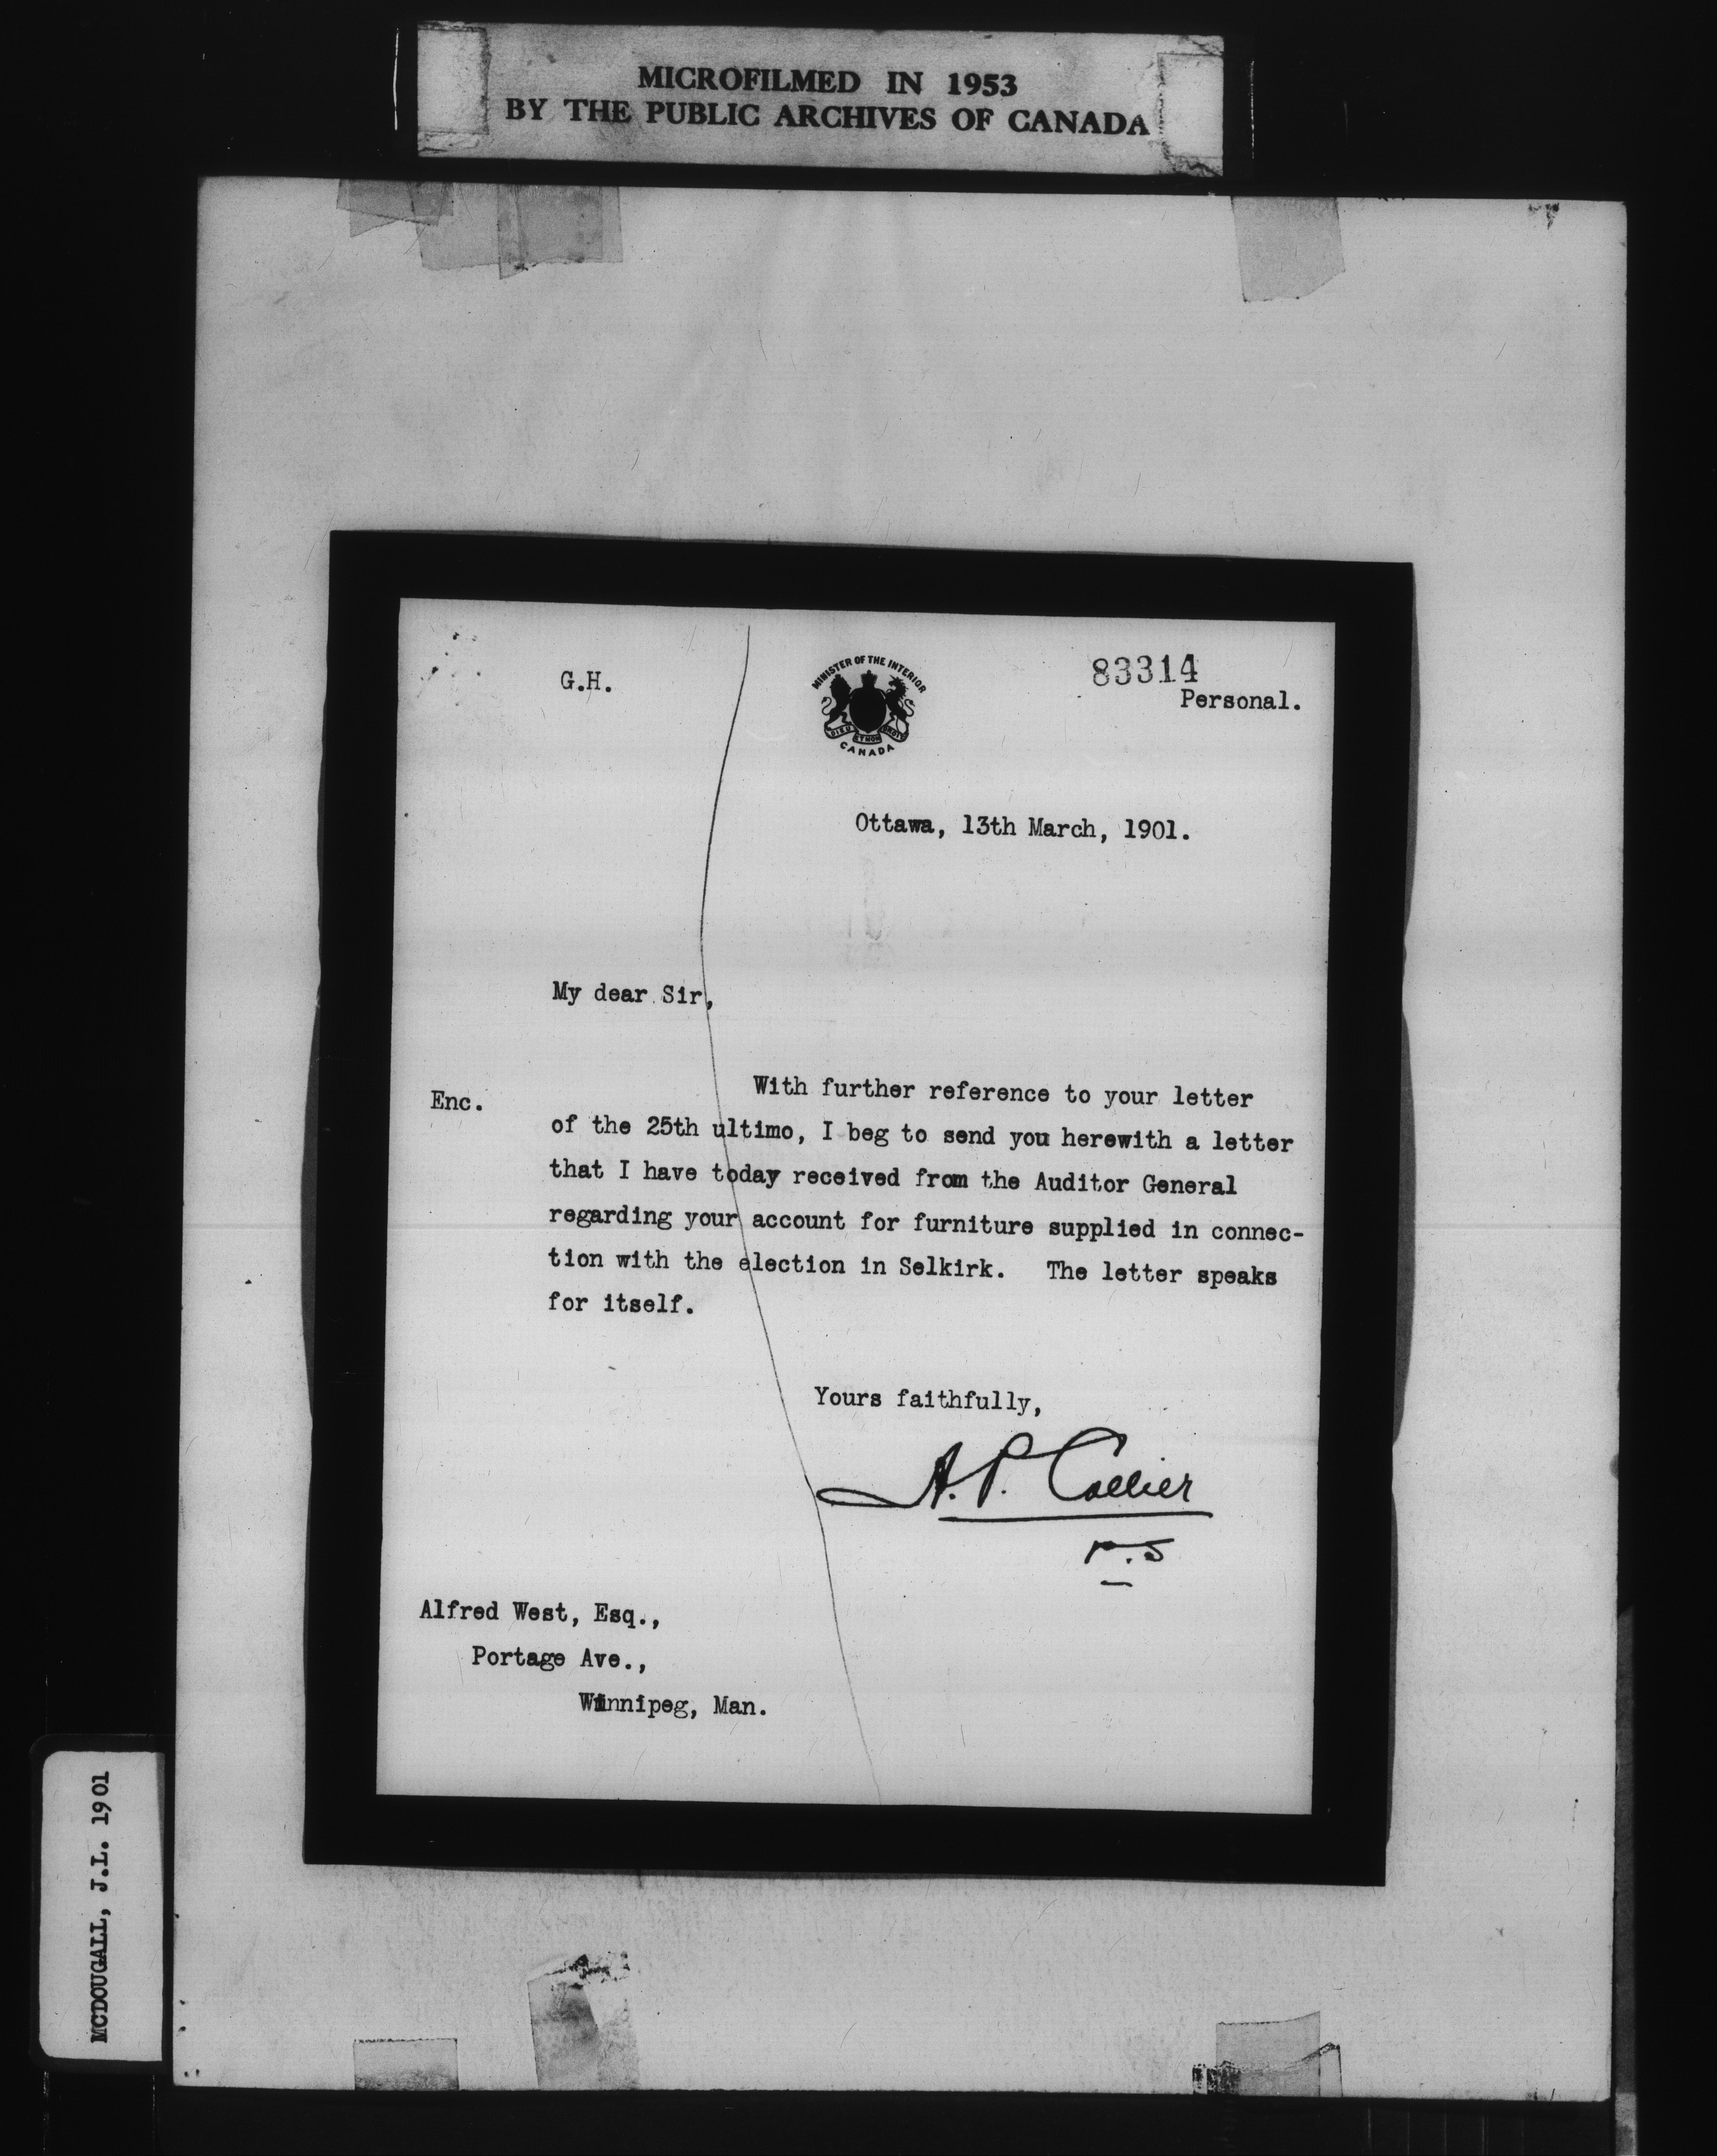 MICROFILMED IN 1953
BY THE PUBLIC ARCHIVES OF CANADA
G.H.
MINISTER OF THE INTERIOR
DIEU ET MON DROIT
CANADA
83314
Personal.
Ottawa, 13th March, 1901.
My dear Sir,
Enc.
With further reference to your letter
of the 25th ultimo, I beg to send you herewith a letter
that I have today received from the Auditor General
regarding your account for furniture supplied in connec-
tion with the election in Selkirk. The letter speaks
for itself.
Yours faithfully,
A.P. Collier
P.S
Alfred West, Esq.,
Portage Ave.,
Winnipeg, Man.
MCDOUGALL, J.L. 1901